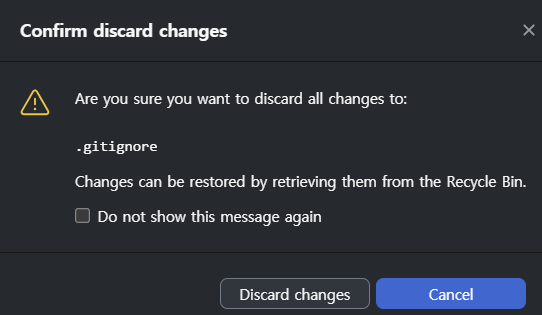 Confirm discard changes
Are you sure you want to discard all changes to:
.gitignore
Changes can be restored by retrieving them from the Recycle Bin.
Do not show this message again
Discard changes
Cancel